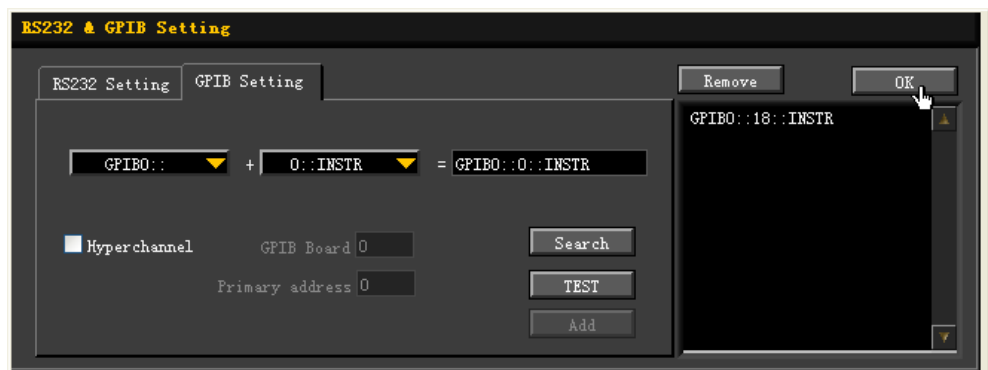 RS232 & GPIB Setting
RS232 Setting
GPIB Setting
Remove
OK
GPIB0::18::INSTR
GPIB0:: + 0::INSTR = GPIB0::0::INSTR
Hyperchannel
GPIB Board 0
Search
Primary address 0
TEST
Add